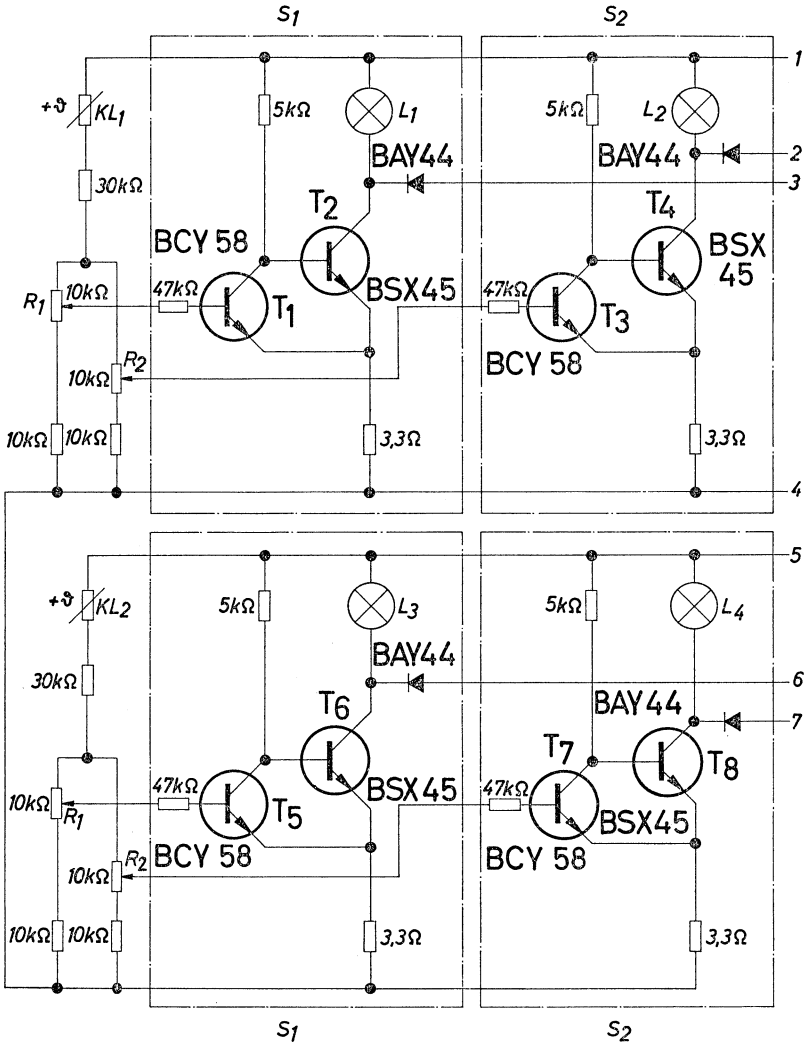 S1 S2
1
+ϑ KL1 5kΩ L1 5kΩ L2
BAY44 BAY44 2
30kΩ 3
T2 T4
BCY 58 BSX
45
10kΩ 47kΩ BSX45 47kΩ
R1 T1 T3
R2 BCY 58
10kΩ
10kΩ 10kΩ 3,3Ω 3,3Ω
4
5
+ϑ KL2 5kΩ L3 5kΩ L4
BAY44
30kΩ 6
T6 BAY44 7
T7 T8
47kΩ BSX45 47kΩ
10kΩ R1 T5 BSX45
R2 BCY 58 BCY 58
10kΩ
10kΩ 10kΩ 3,3Ω 3,3Ω
S1 S2